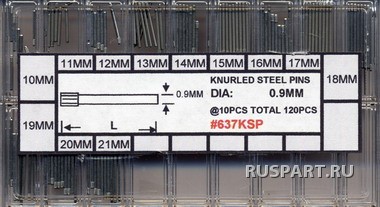 11MM 12MM 13MM 14MM 15MM 16MM 17MM
10MM
18MM
KNURLED STEEL PINS
DIA: 0.9MM
0.9MM
@10PCS TOTAL 120PCS
#637KSP
19MM
L
20MM 21MM
RUSPART.RU